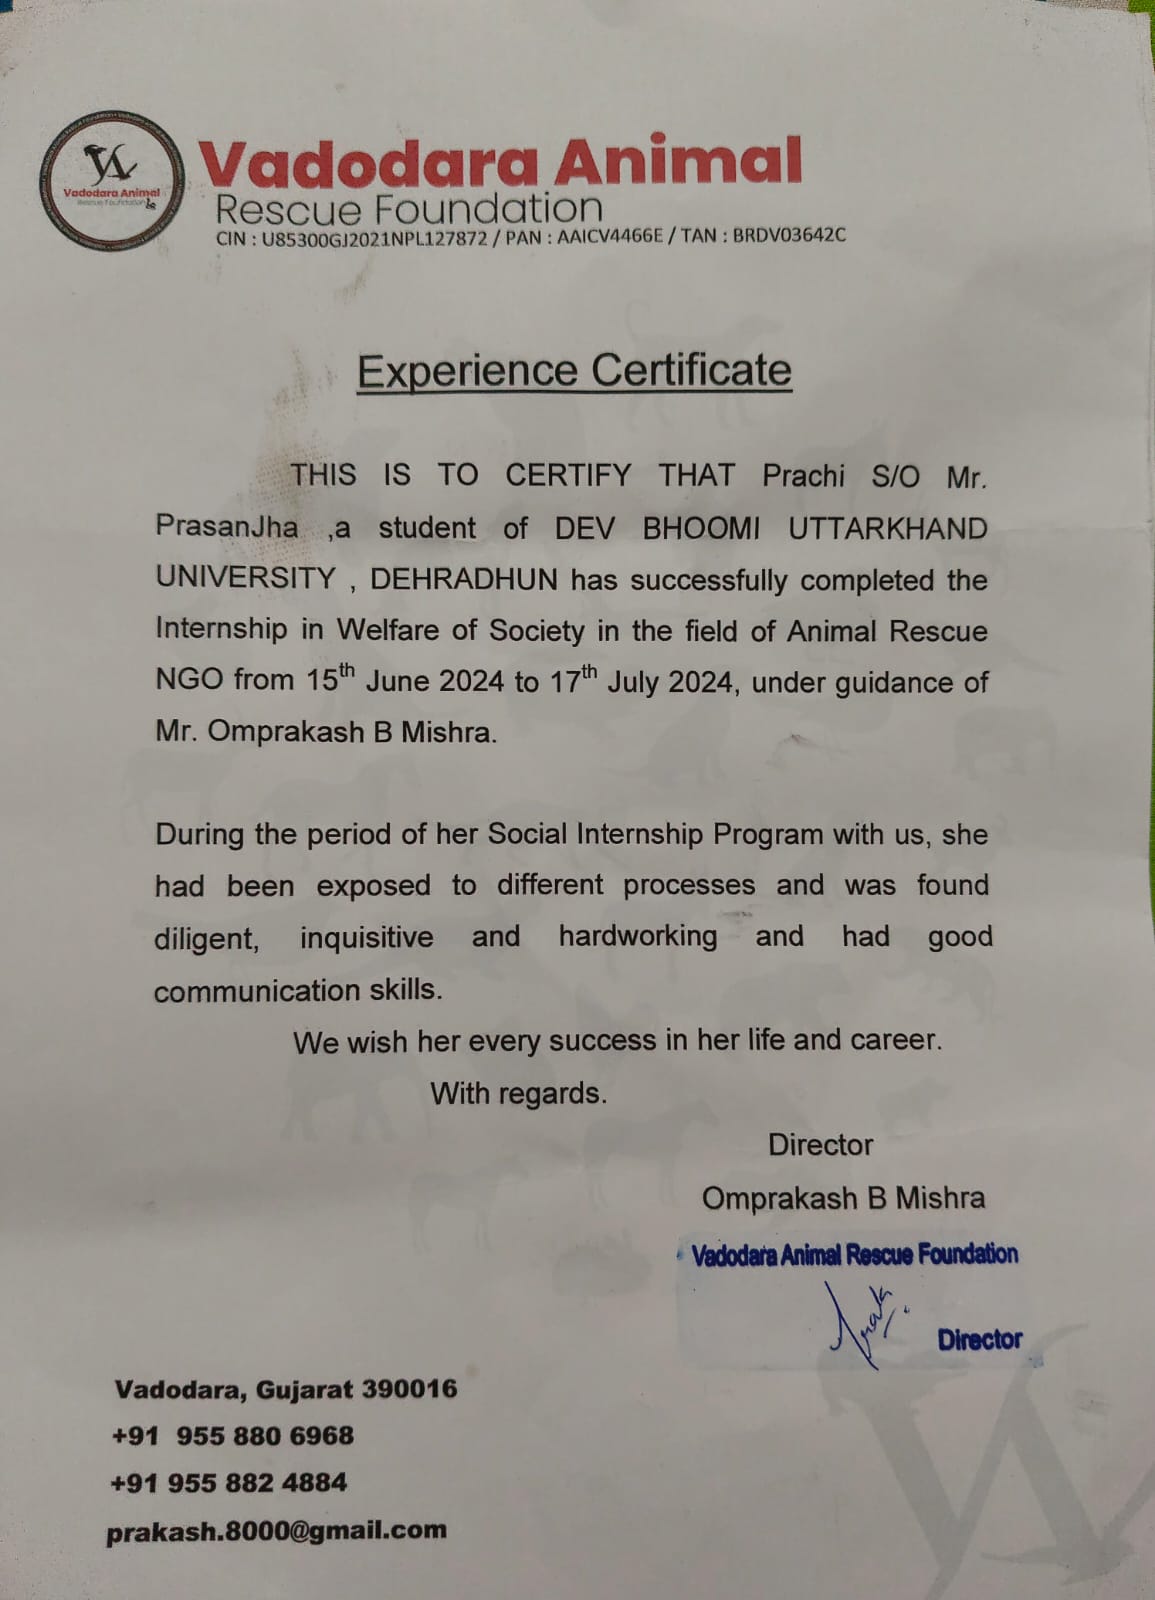 Vadodara Animal
Rescue Foundation
Vadodara Animal
Rescue Foundation
CIN : U85300GJ2021NPL127872 / PAN : AAICV4466E / TAN : BRDV03642C
Experience Certificate
THIS IS TO CERTIFY THAT Prachi S/O Mr.
PrasanJha ,a student of DEV BHOOMI UTTARKHAND
UNIVERSITY , DEHRADHUN has successfully completed the
Internship in Welfare of Society in the field of Animal Rescue
NGO from 15th June 2024 to 17th July 2024, under guidance of
Mr. Omprakash B Mishra.
During the period of her Social Internship Program with us, she
had been exposed to different processes and was found
diligent, inquisitive and hardworking and had good
communication skills.
We wish her every success in her life and career.
With regards.
Director
Omprakash B Mishra
Vadodara Animal Rescue Foundation
Director
Vadodara, Gujarat 390016
+91 955 880 6968
+91 955 882 4884
prakash.8000@gmail.com